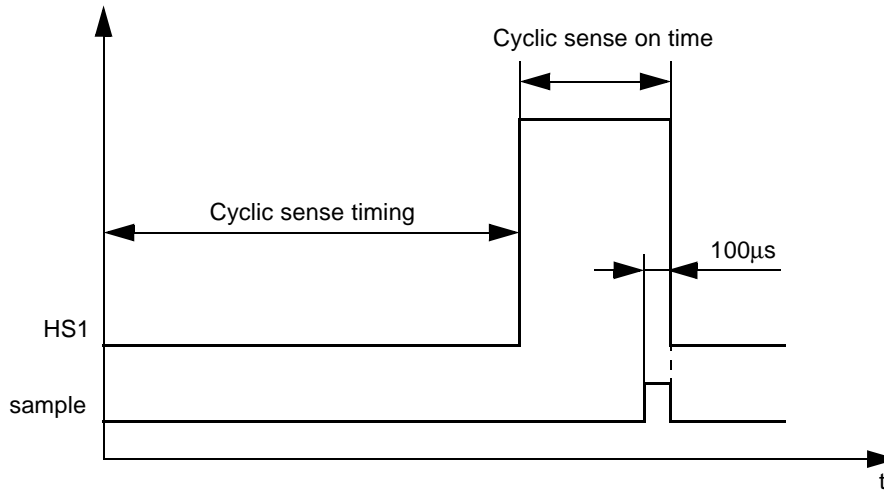 Cyclic sense on time
Cyclic sense timing
100μs
HS1
sample
t